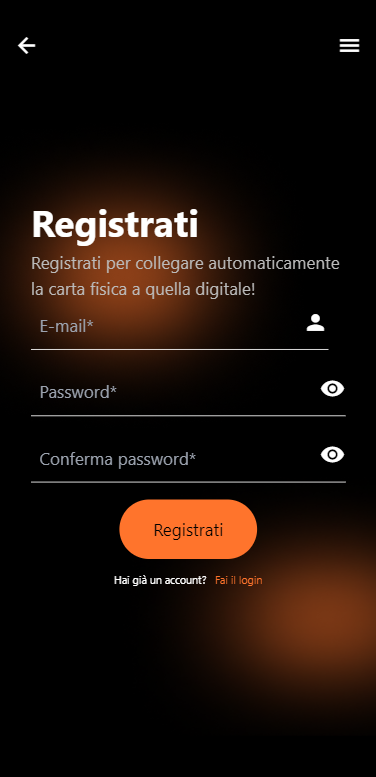 Registrati
Registrati per collegare automaticamente
la carta fisica a quella digitale!
E-mail*
Password*
Conferma password*
Registrati
Hai già un account? Fai il login